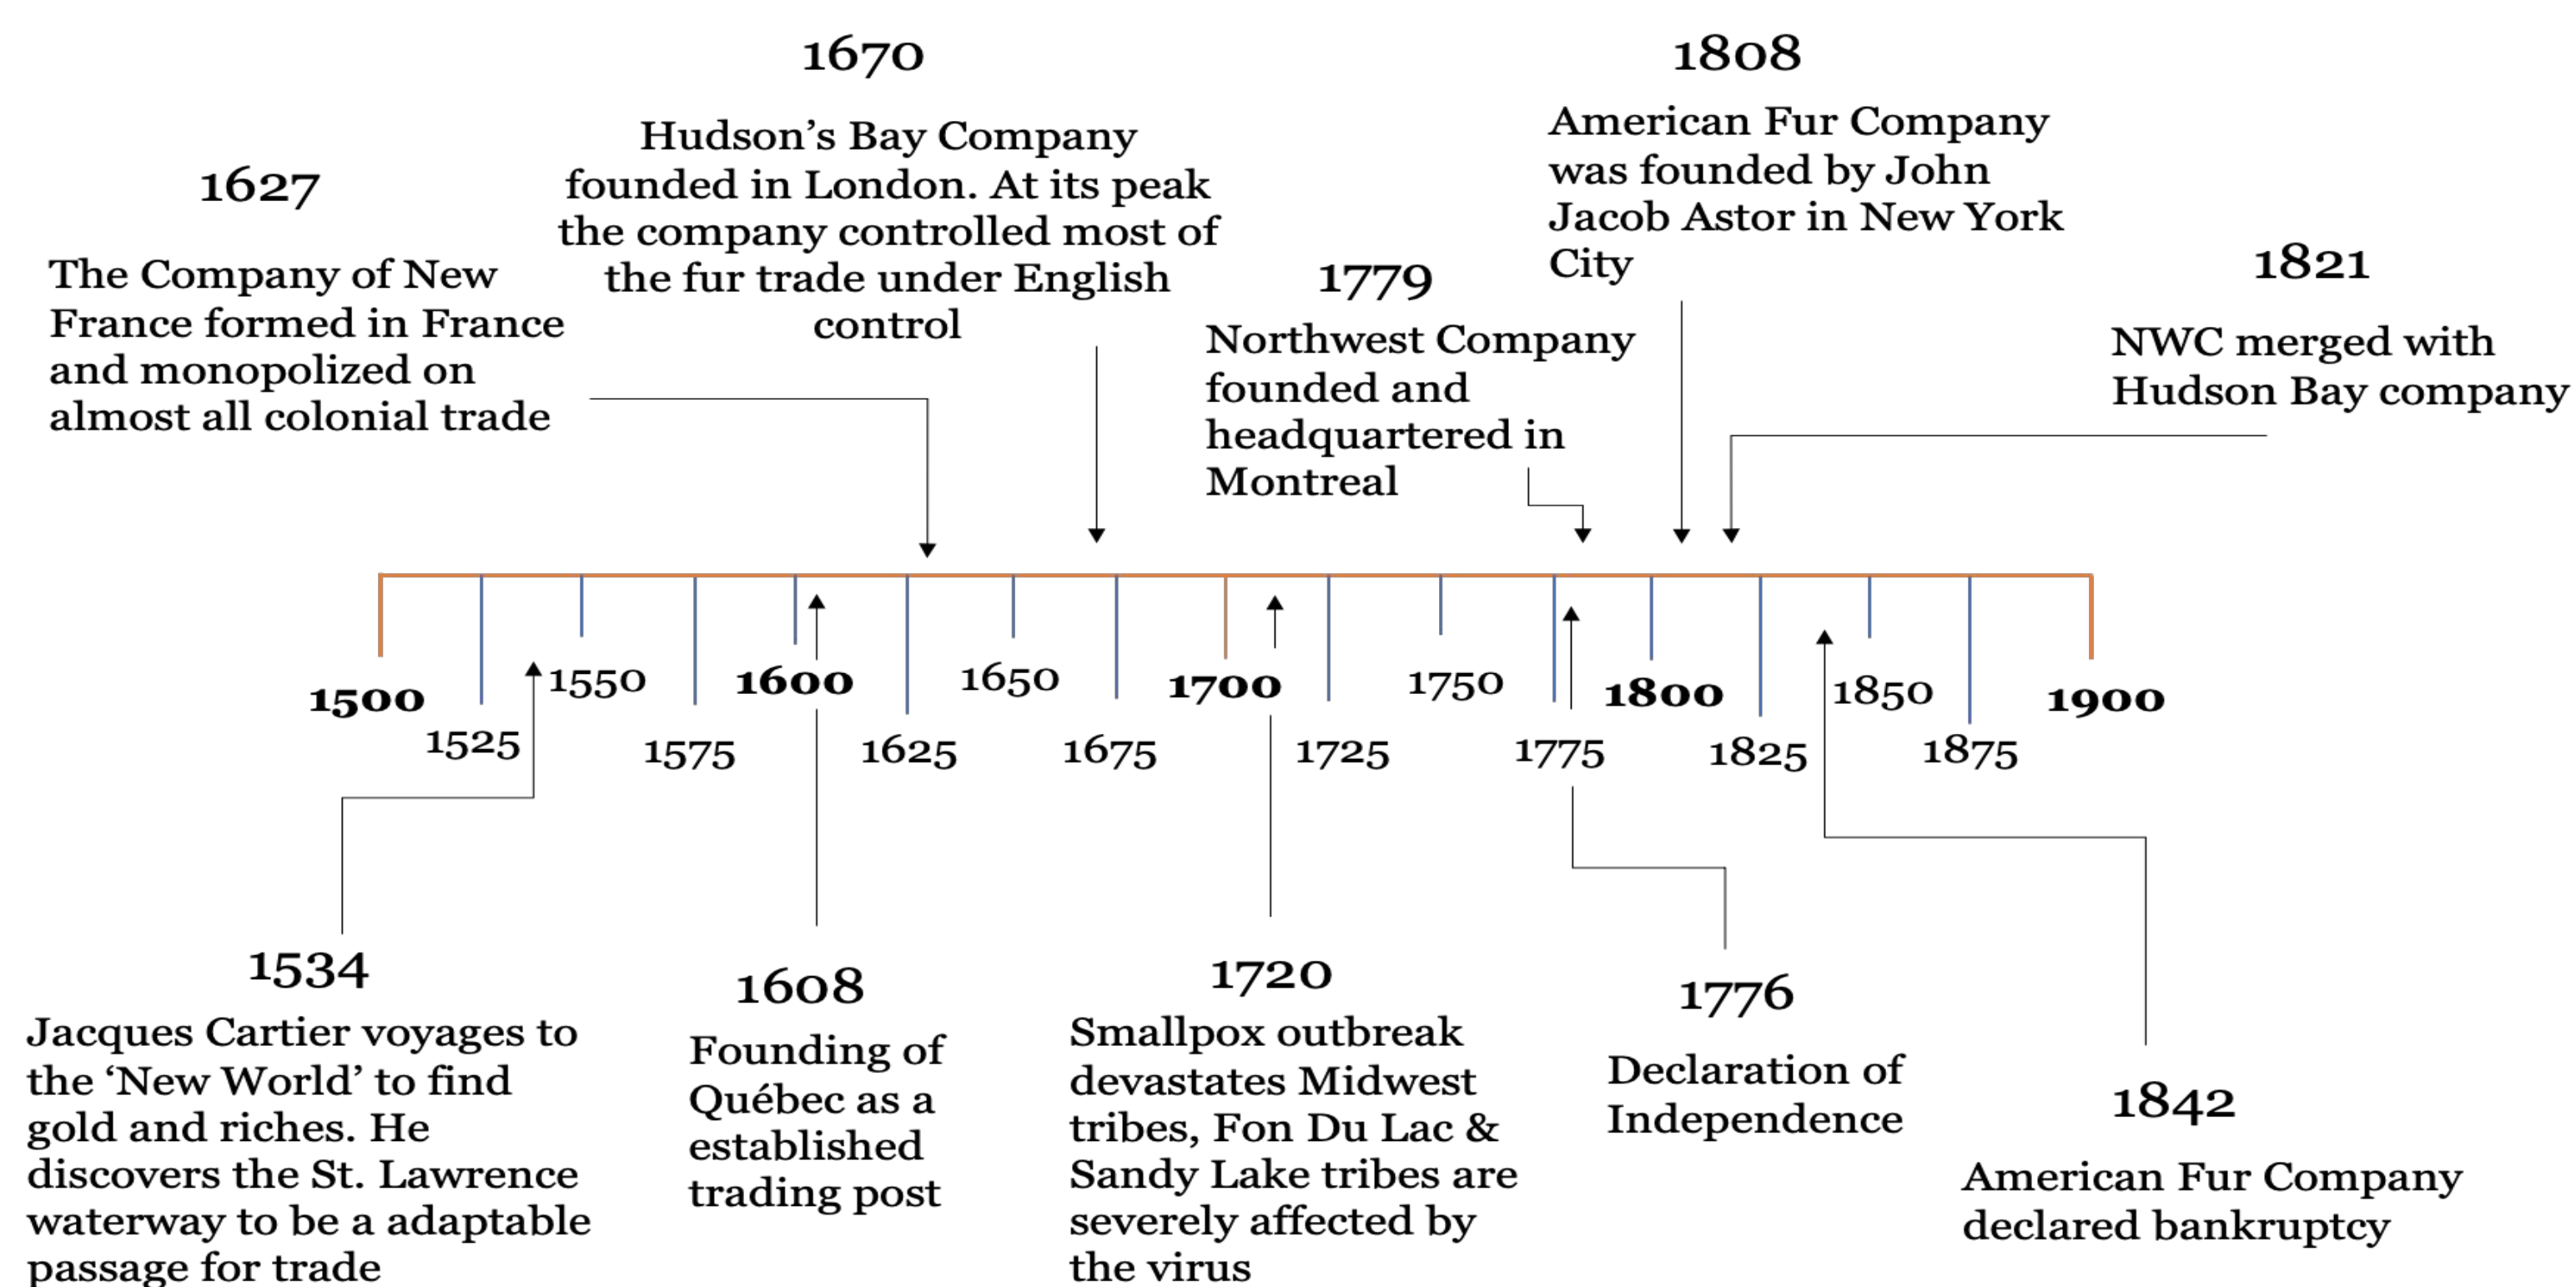 1627
The Company of New
France formed in France
and monopolized on
almost all colonial trade
1670
Hudson’s Bay Company
founded in London. At its peak
the company controlled most of
the fur trade under English
control
1779
Northwest Company
founded and
headquartered in
Montreal
1808
American Fur Company
was founded by John
Jacob Astor in New York
City
1821
NWC merged with
Hudson Bay company
1500
1525
1550
1575
1600
1625
1650
1675
1700
1725
1750
1775
1800
1825
1850
1875
1900
1534
Jacques Cartier voyages to
the ‘New World’ to find
gold and riches. He
discovers the St. Lawrence
waterway to be a adaptable
passage for trade
1608
Founding of
Québec as a
established
trading post
1720
Smallpox outbreak
devastates Midwest
tribes, Fon Du Lac &
Sandy Lake tribes are
severely affected by
the virus
1776
Declaration of
Independence
1842
American Fur Company
declared bankruptcy